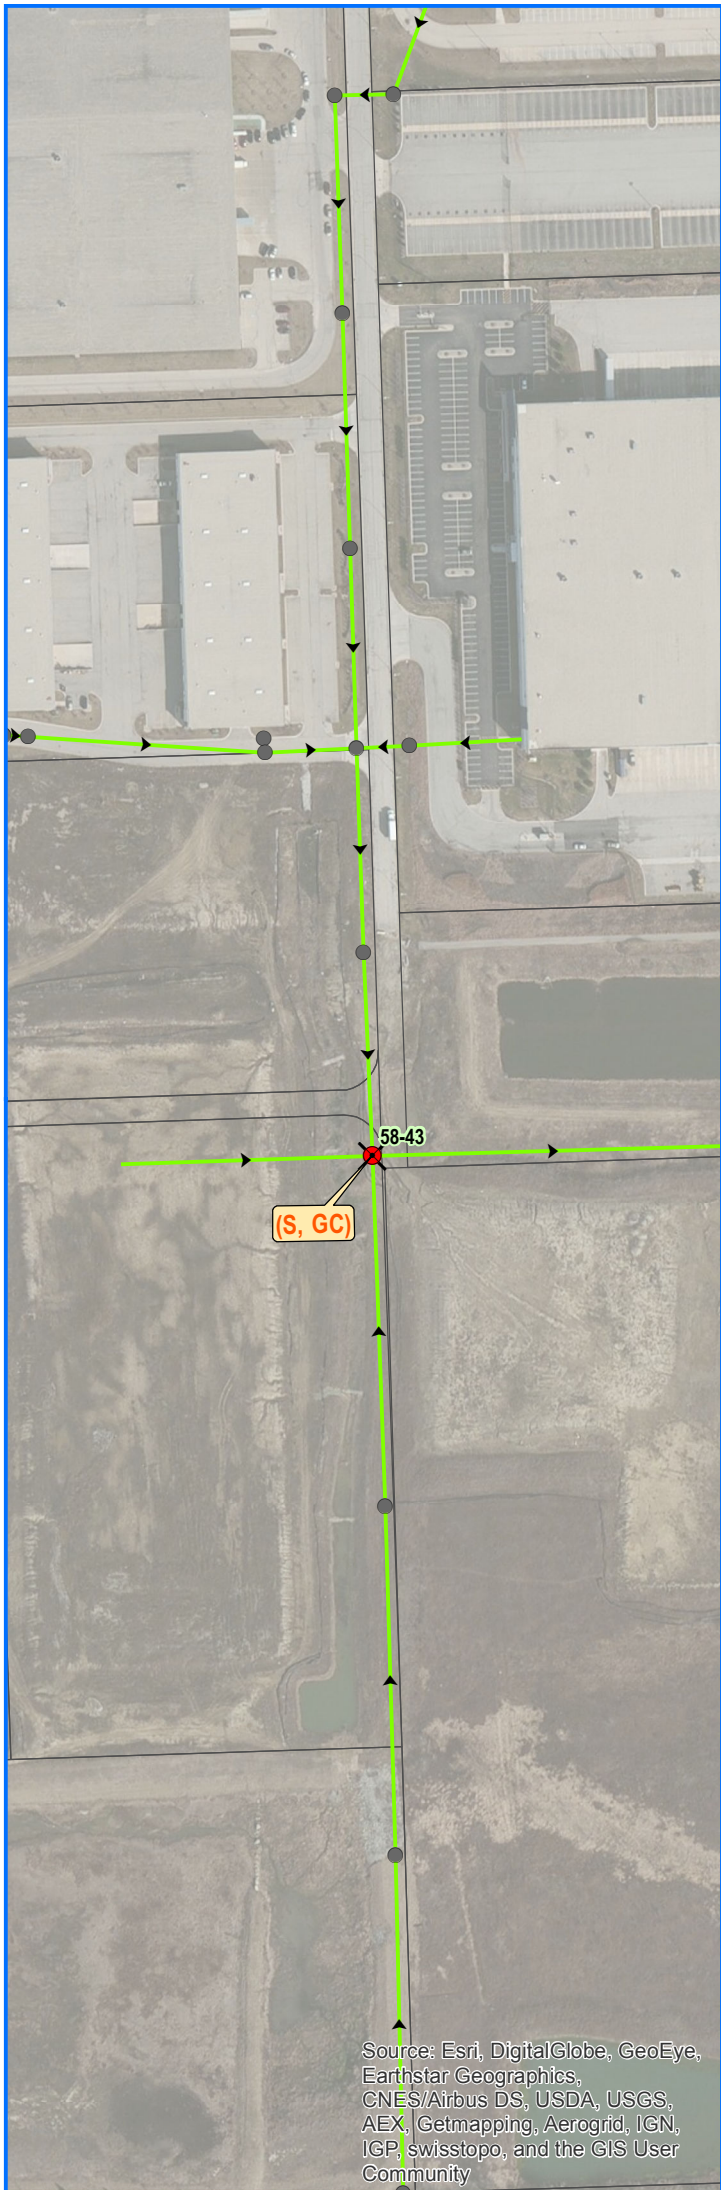 58-43
(S, GC)
Source: Esri, DigitalGlobe, GeoEye,
Earthstar Geographics,
CNES/Airbus DS, USDA, USGS,
AEX, Getmapping, Aerogrid, IGN,
IGP, swisstopo, and the GIS User
Community